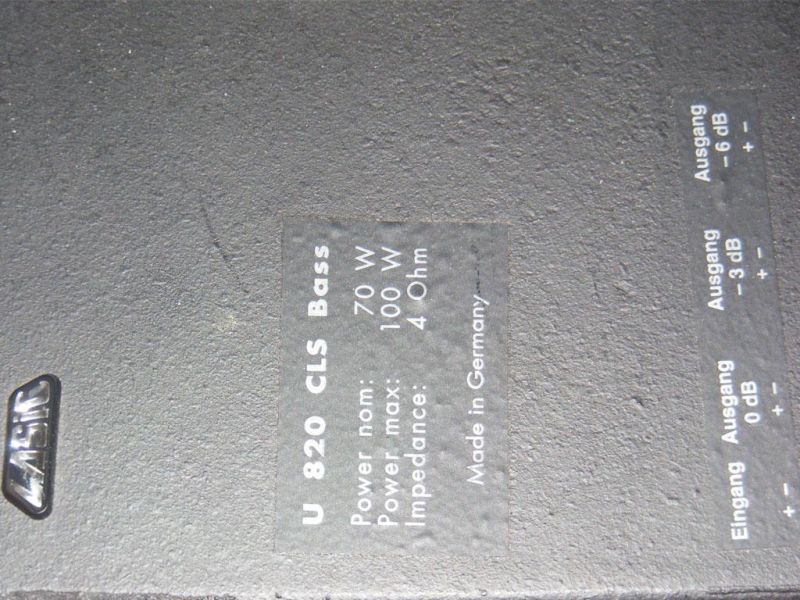 U 820 CLS Bass
Power nom: 70 W
Power max: 100 W
Impedance: 4 Ohm
Made in Germany
Eingang Ausgang Ausgang Ausgang
0 dB – 3 dB – 6 dB
+ – + – + – + –